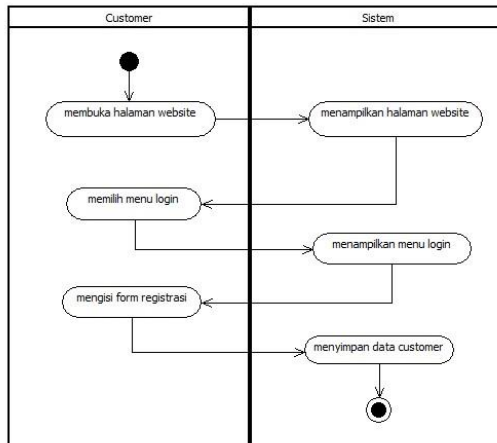 Customer
Sistem
membuka halaman website
menampilkan halaman website
memilih menu login
menampilkan menu login
mengisi form registrasi
menyimpan data customer